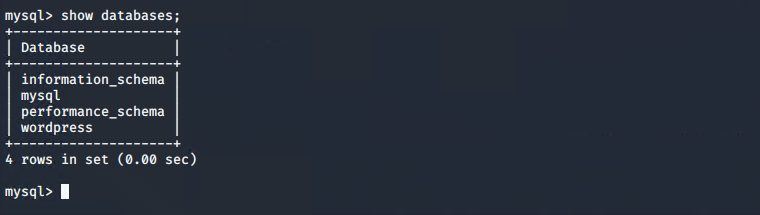 mysql> show databases;
+--------------------+
| Database           |
+--------------------+
| information_schema |
| mysql              |
| performance_schema |
| wordpress          |
+--------------------+
4 rows in set (0.00 sec)
mysql>